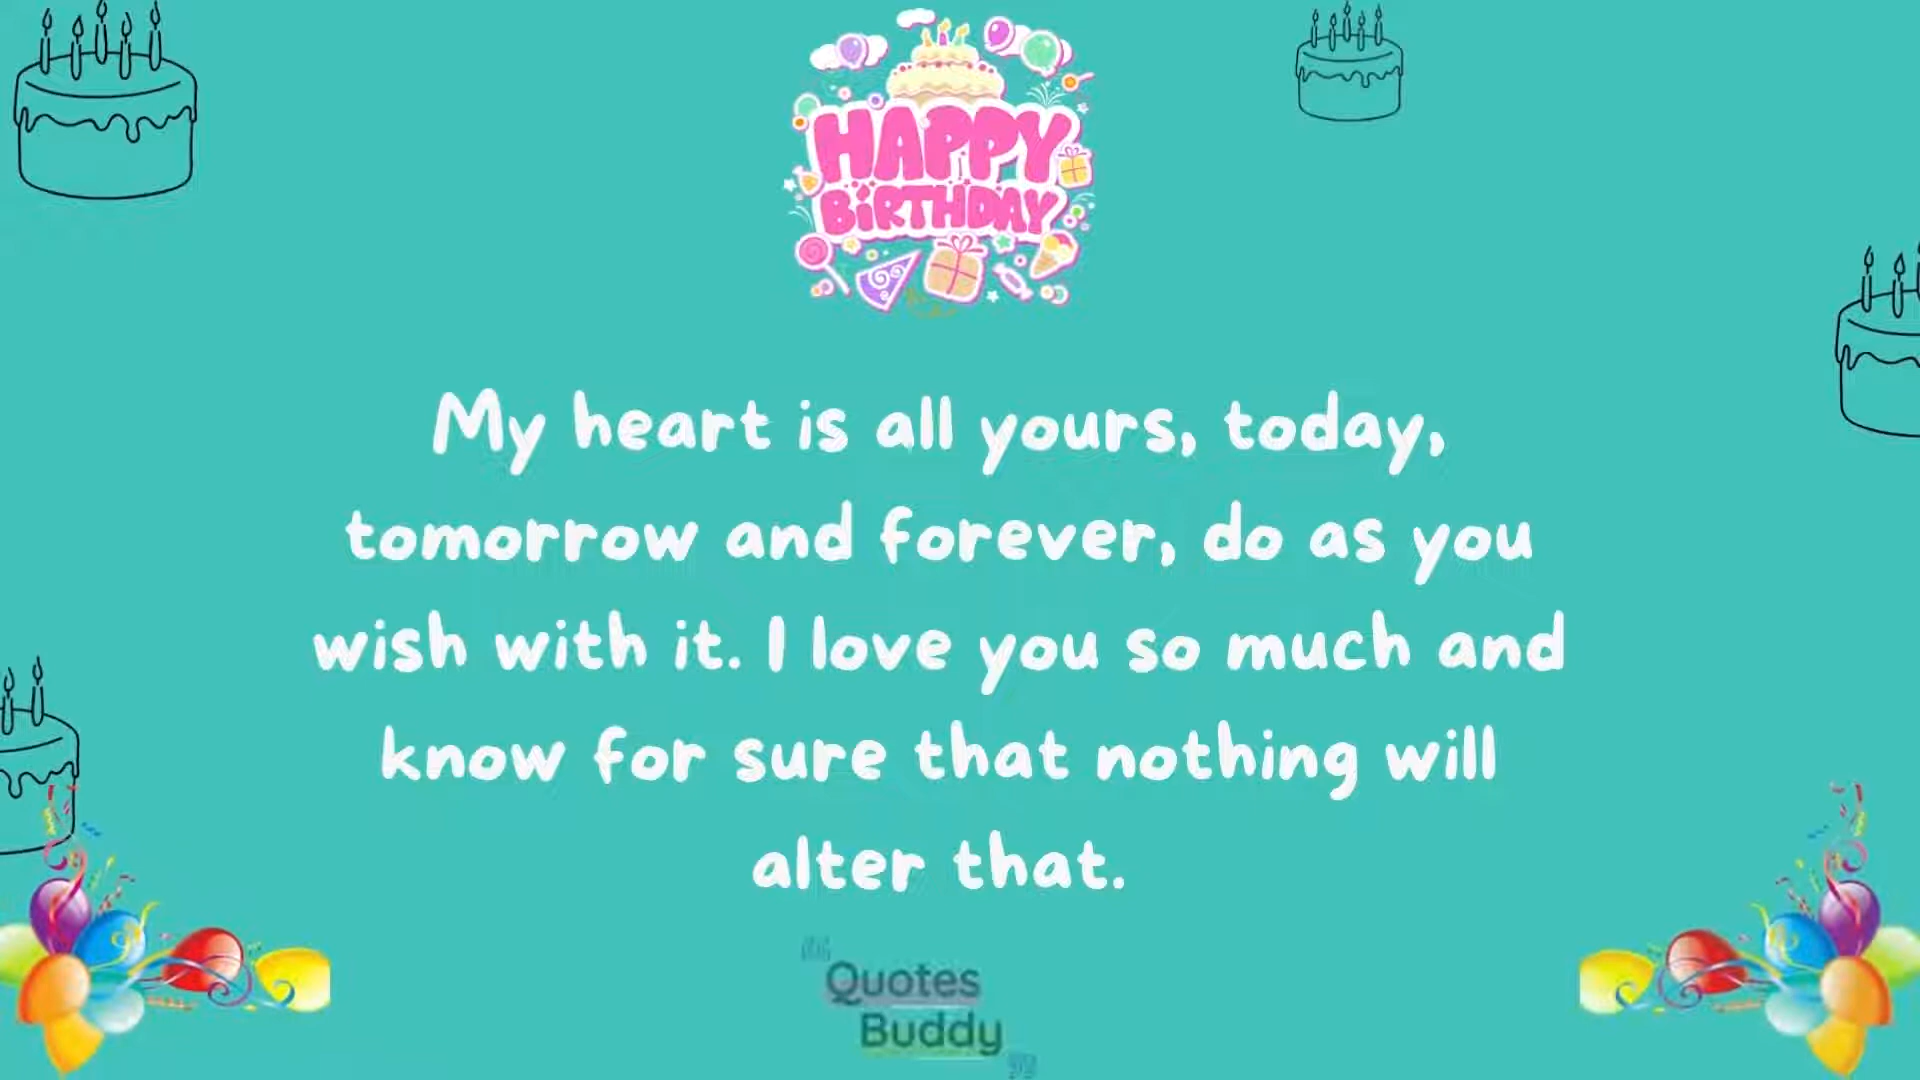 HAPPY
BiRTHDAY
My heart is all yours, today,
tomorrow and forever, do as you
wish with it. I love you so much and
know for sure that nothing will
alter that.
Quotes
Buddy